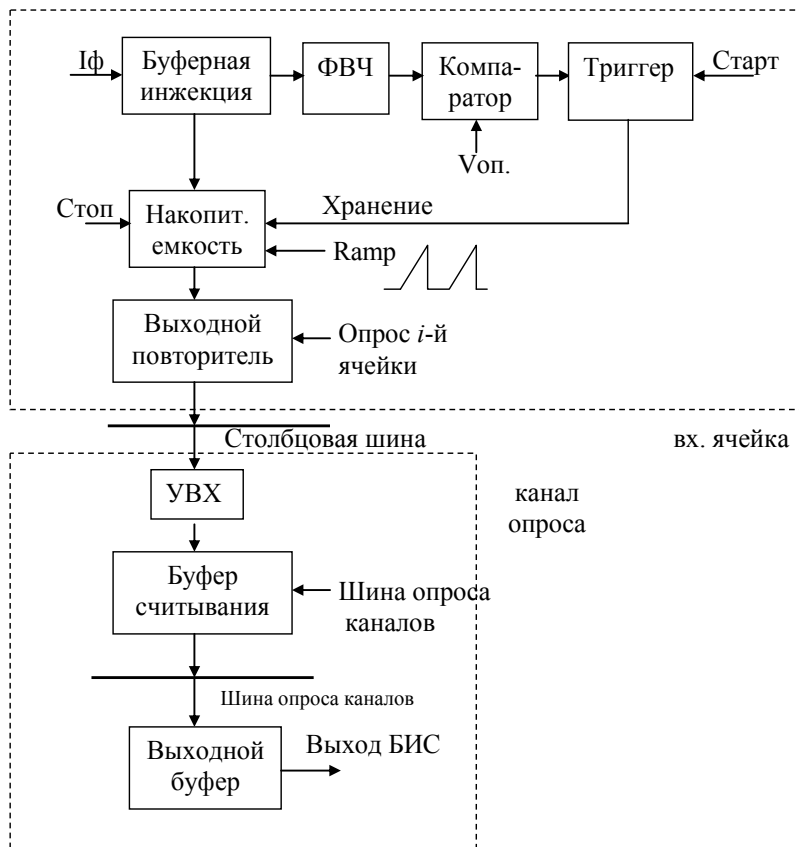 Iф
Буферная
инжекция
ФВЧ
Компа-
ратор
Триггер
Старт
Vоп.
Стоп
Накопит.
емкость
Хранение
Ramp
Выходной
повторитель
Опрос i-й
ячейки
Столбцовая шина
вх. ячейка
УВХ
канал
опроса
Буфер
считывания
Шина опроса
каналов
Шина опроса каналов
Выходной
буфер
Выход БИС